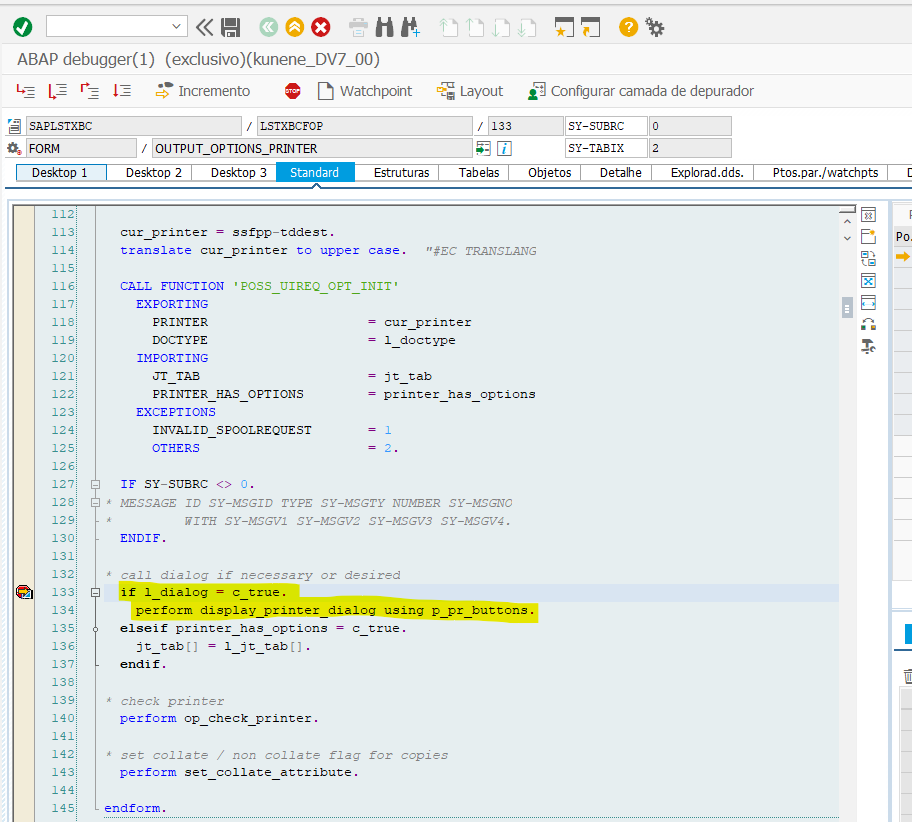 ABAP debugger(1)  (exclusivo)(kunene_DV7_00)
Incremento STOP Watchpoint Layout Configurar camada de depurador
SAPLSTXBC / LSTXBCFOP / 133 SY-SUBRC 0
FORM / OUTPUT_OPTIONS_PRINTER SY-TABIX 2
Desktop 1 Desktop 2 Desktop 3 Standard Estruturas Tabelas Objetos Detalhe Explorad.dds. Ptos.par./watchpts D
112
113 cur_printer = ssfpp-tddest.
114 translate cur_printer to upper case.  "#EC TRANSLANG
115
116 CALL FUNCTION 'POSS_UIREQ_OPT_INIT'
117 EXPORTING
118 PRINTER = cur_printer
119 DOCTYPE = l_doctype
120 IMPORTING
121 JT_TAB = jt_tab
122 PRINTER_HAS_OPTIONS = printer_has_options
123 EXCEPTIONS
124 INVALID_SPOOLREQUEST = 1
125 OTHERS = 2.
126
127 IF SY-SUBRC <> 0.
128 * MESSAGE ID SY-MSGID TYPE SY-MSGTY NUMBER SY-MSGNO
129 * WITH SY-MSGV1 SY-MSGV2 SY-MSGV3 SY-MSGV4.
130 ENDIF.
131
132 * call dialog if necessary or desired
133 if l_dialog = c_true.
134 perform display_printer_dialog using p_pr_buttons.
135 elseif printer_has_options = c_true.
136 jt_tab[] = l_jt_tab[].
137 endif.
138
139 * check printer
140 perform op_check_printer.
141
142 * set collate / non collate flag for copies
143 perform set_collate_attribute.
144
145 endform.
Po.